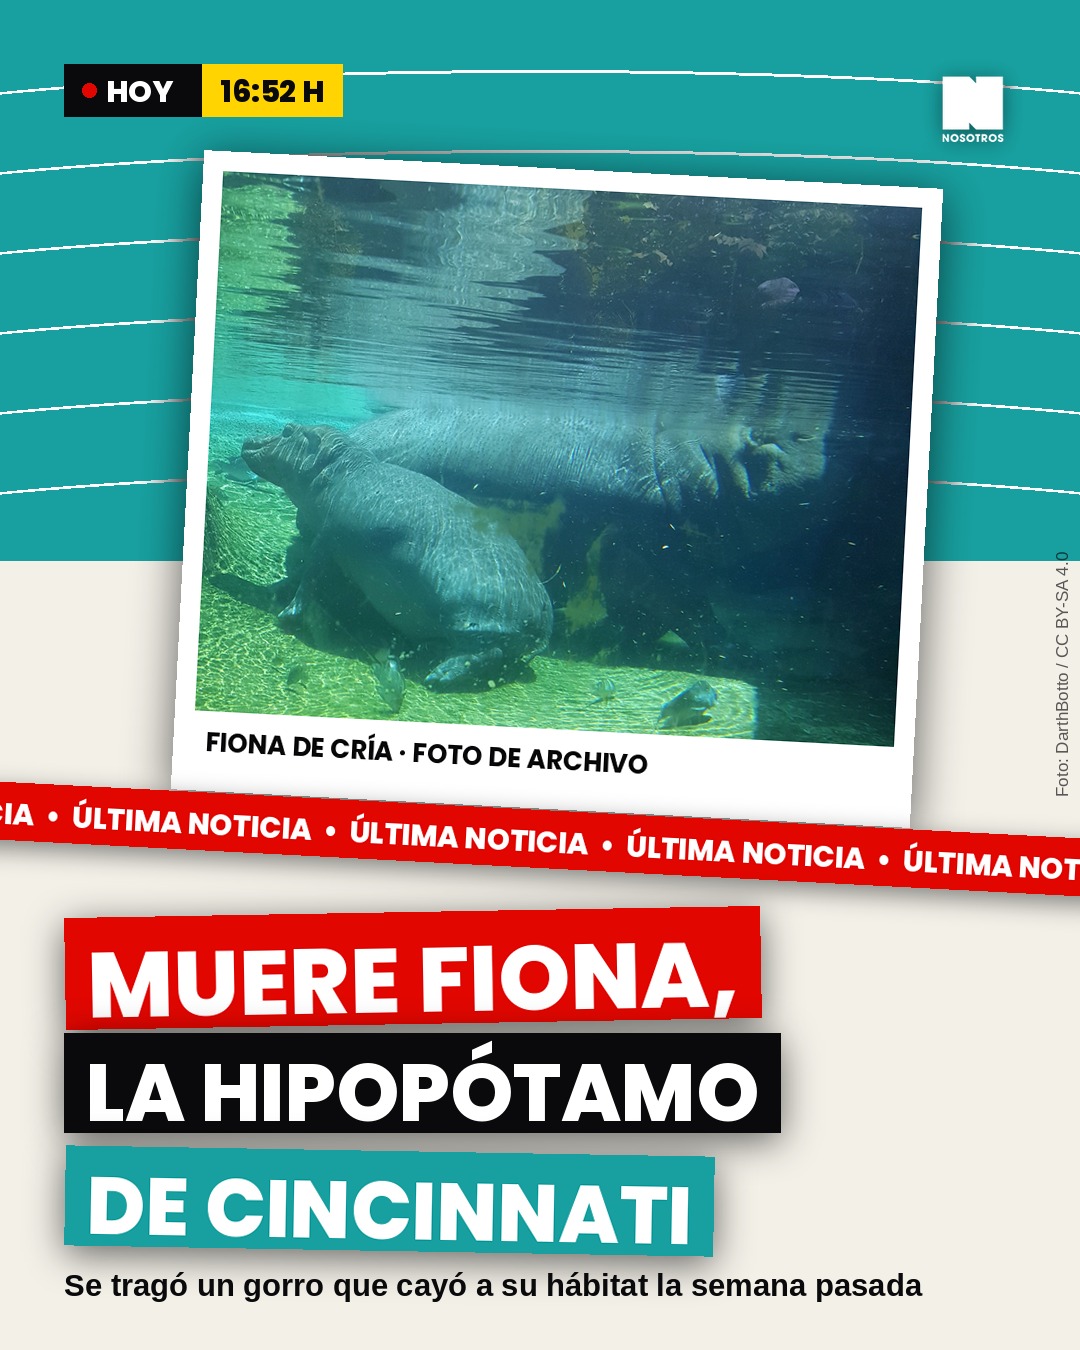 HOY 16:52 H
NOSOTROS
FIONA DE CRÍA · FOTO DE ARCHIVO
Foto: DarthBotto / CC BY-SA 4.0
CIA • ÚLTIMA NOTICIA • ÚLTIMA NOTICIA • ÚLTIMA NOTICIA • ÚLTIMA NOT
MUERE FIONA,
LA HIPOPÓTAMO
DE CINCINNATI
Se tragó un gorro que cayó a su hábitat la semana pasada